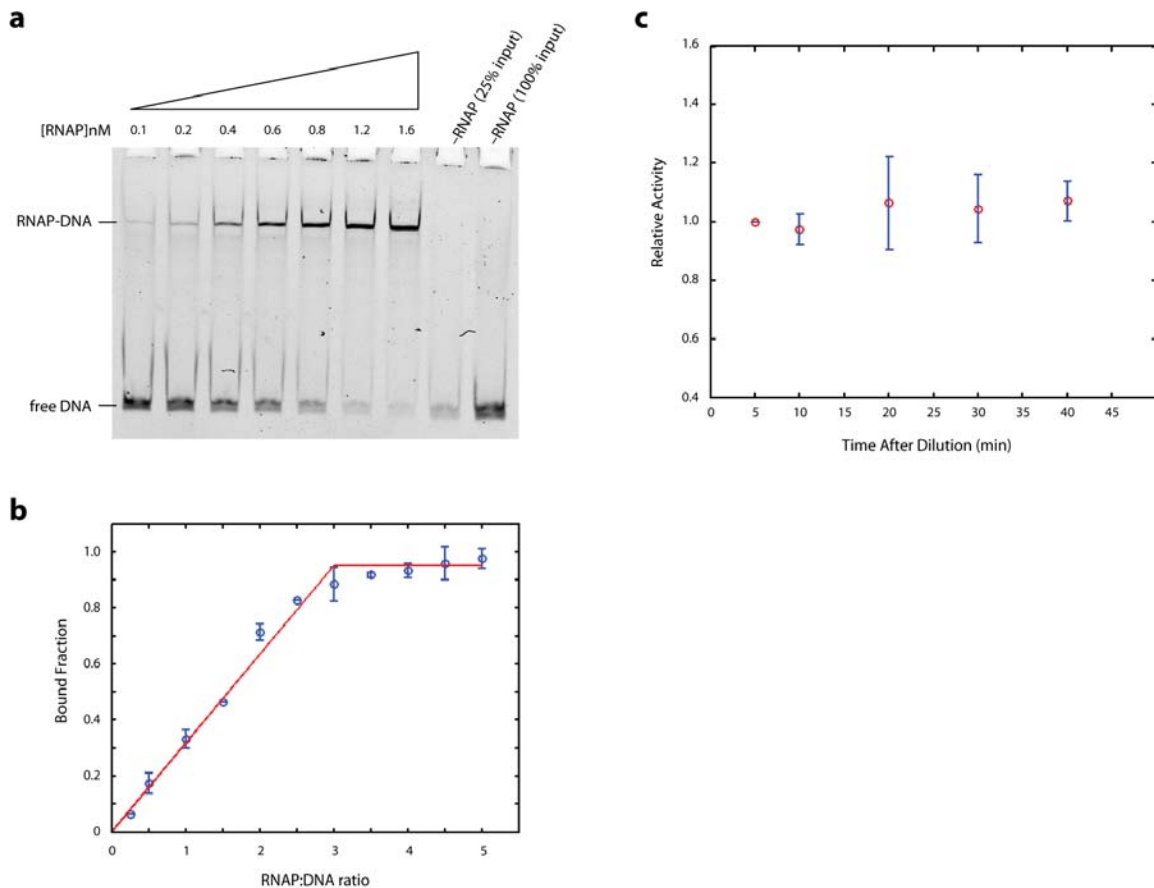 a
[RNAP]nM 0.1 0.2 0.4 0.6 0.8 1.2 1.6 –RNAP (25% input) –RNAP (100% input)
RNAP-DNA
free DNA
b
1.0
0.8
0.6
0.4
0.2
0
Bound Fraction
0 1 2 3 4 5
RNAP:DNA ratio
c
1.6
1.4
1.2
1.0
0.8
0.6
0.4
Relative Activity
0 5 10 15 20 25 30 35 40 45
Time After Dilution (min)